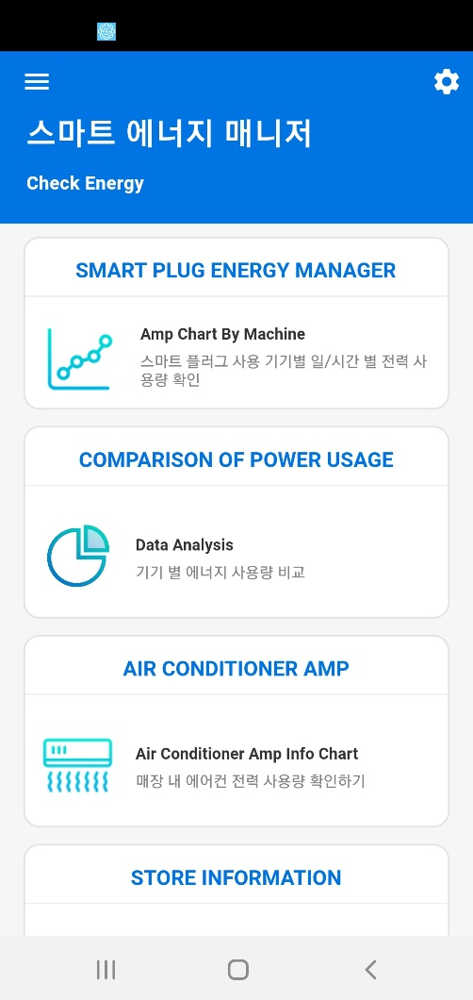 스마트 에너지 매니저
Check Energy
SMART PLUG ENERGY MANAGER
Amp Chart By Machine
스마트 플러그 사용 기기별 일/시간 별 전력 사
용량 확인
COMPARISON OF POWER USAGE
Data Analysis
기기 별 에너지 사용량 비교
AIR CONDITIONER AMP
Air Conditioner Amp Info Chart
매장 내 에어컨 전력 사용량 확인하기
STORE INFORMATION